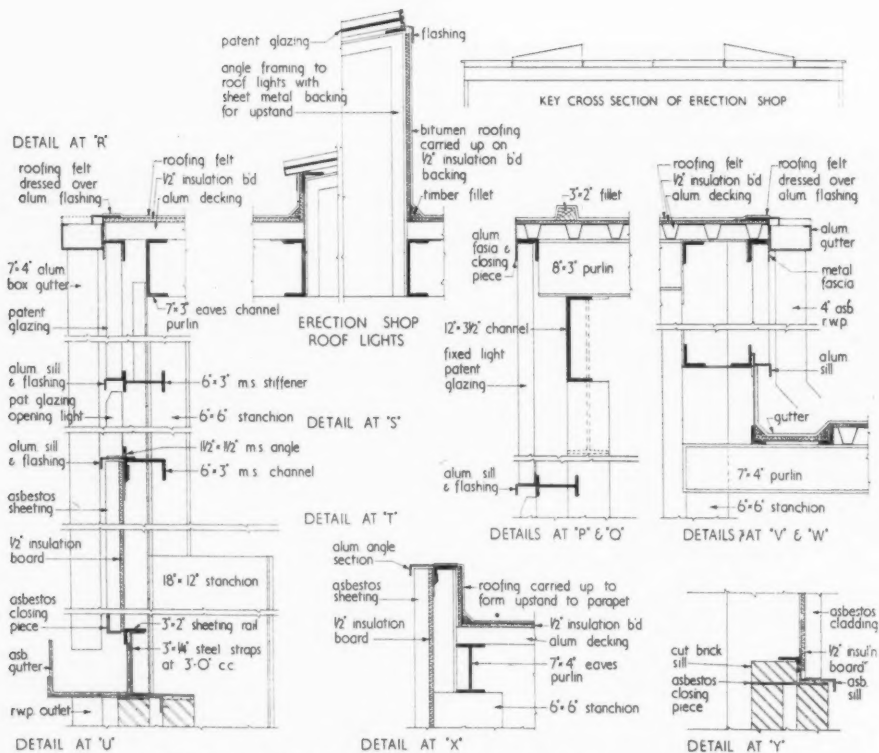 patent glazing
flashing
angle framing to
roof lights with
sheet metal backing
for upstand
KEY CROSS SECTION OF ERECTION SHOP
DETAIL AT "R"
bitumen roofing
carried up on
1/2" insulation b'd
backing
timber fillet
roofing felt
dressed over
alum flashing
roofing felt
1/2" insulation b'd
alum decking
7"× 4" alum.
box gutter
7"× 3" eaves channel
purlin
patent
glazing
ERECTION SHOP
ROOF LIGHTS
alum sill
& flashing
6"× 3" m.s. stiffener
pat glazing
opening light
6"× 6" stanchion
DETAIL AT "S"
alum. sill
& flashing
1 1/2"× 1 1/2" m.s angle
6"× 3" m.s. channel
asbestos
sheeting
DETAIL AT "T"
1/2" insulation
board
18"× 12" stanchion
asbestos
closing
piece
3"× 2" sheeting rail
3"× 1/4" steel straps
at 3'-0" c.c.
asb.
gutter
r.w.p. outlet
DETAIL AT "U"
3"× 2" fillet
alum
fasia &
closing
piece
8"× 3" purlin
12"× 3 1/2" channel
fixed light
patent
glazing
alum sill
& flashing
DETAILS AT "P" & "Q"
roofing felt
1/2" insulation b'd
alum decking
roofing felt
dressed over
alum flashing
alum
gutter
metal
fascia
4" asb
r.w.p.
alum
sill
gutter
7"× 4" purlin
6"× 6" stanchion
DETAILS AT "V" & "W"
alum angle
section
asbestos
sheeting
roofing carried up to
form upstand to parapet
1/2" insulation
board
1/2" insulation b'd
alum decking
7"× 4" eaves
purlin
6"× 6" stanchion
DETAIL AT "X"
asbestos
cladding
cut brick
sill
1/2" insul'n
board
asbestos
closing
piece
asb.
sill
DETAIL AT "Y"